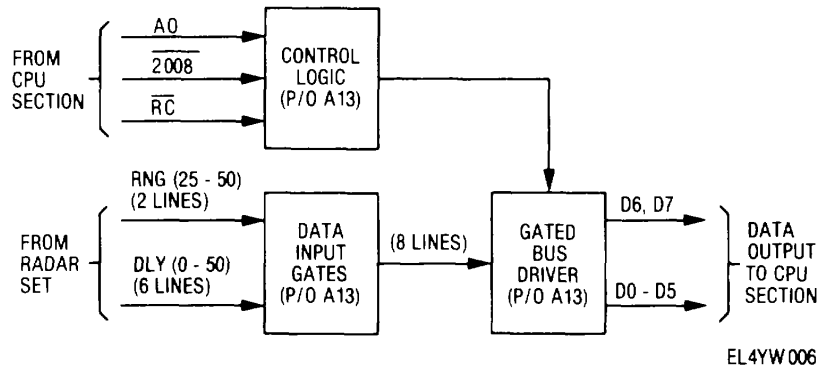 FROM
CPU
SECTION
A0
2008
RC
CONTROL
LOGIC
(P/O A13)
FROM
RADAR
SET
RNG (25 - 50)
(2 LINES)
DLY (0 - 50)
(6 LINES)
DATA
INPUT
GATES
(P/O A13)
(8 LINES)
GATED
BUS
DRIVER
(P/O A13)
D6, D7
D0 - D5
DATA
OUTPUT
TO CPU
SECTION
EL4YW006